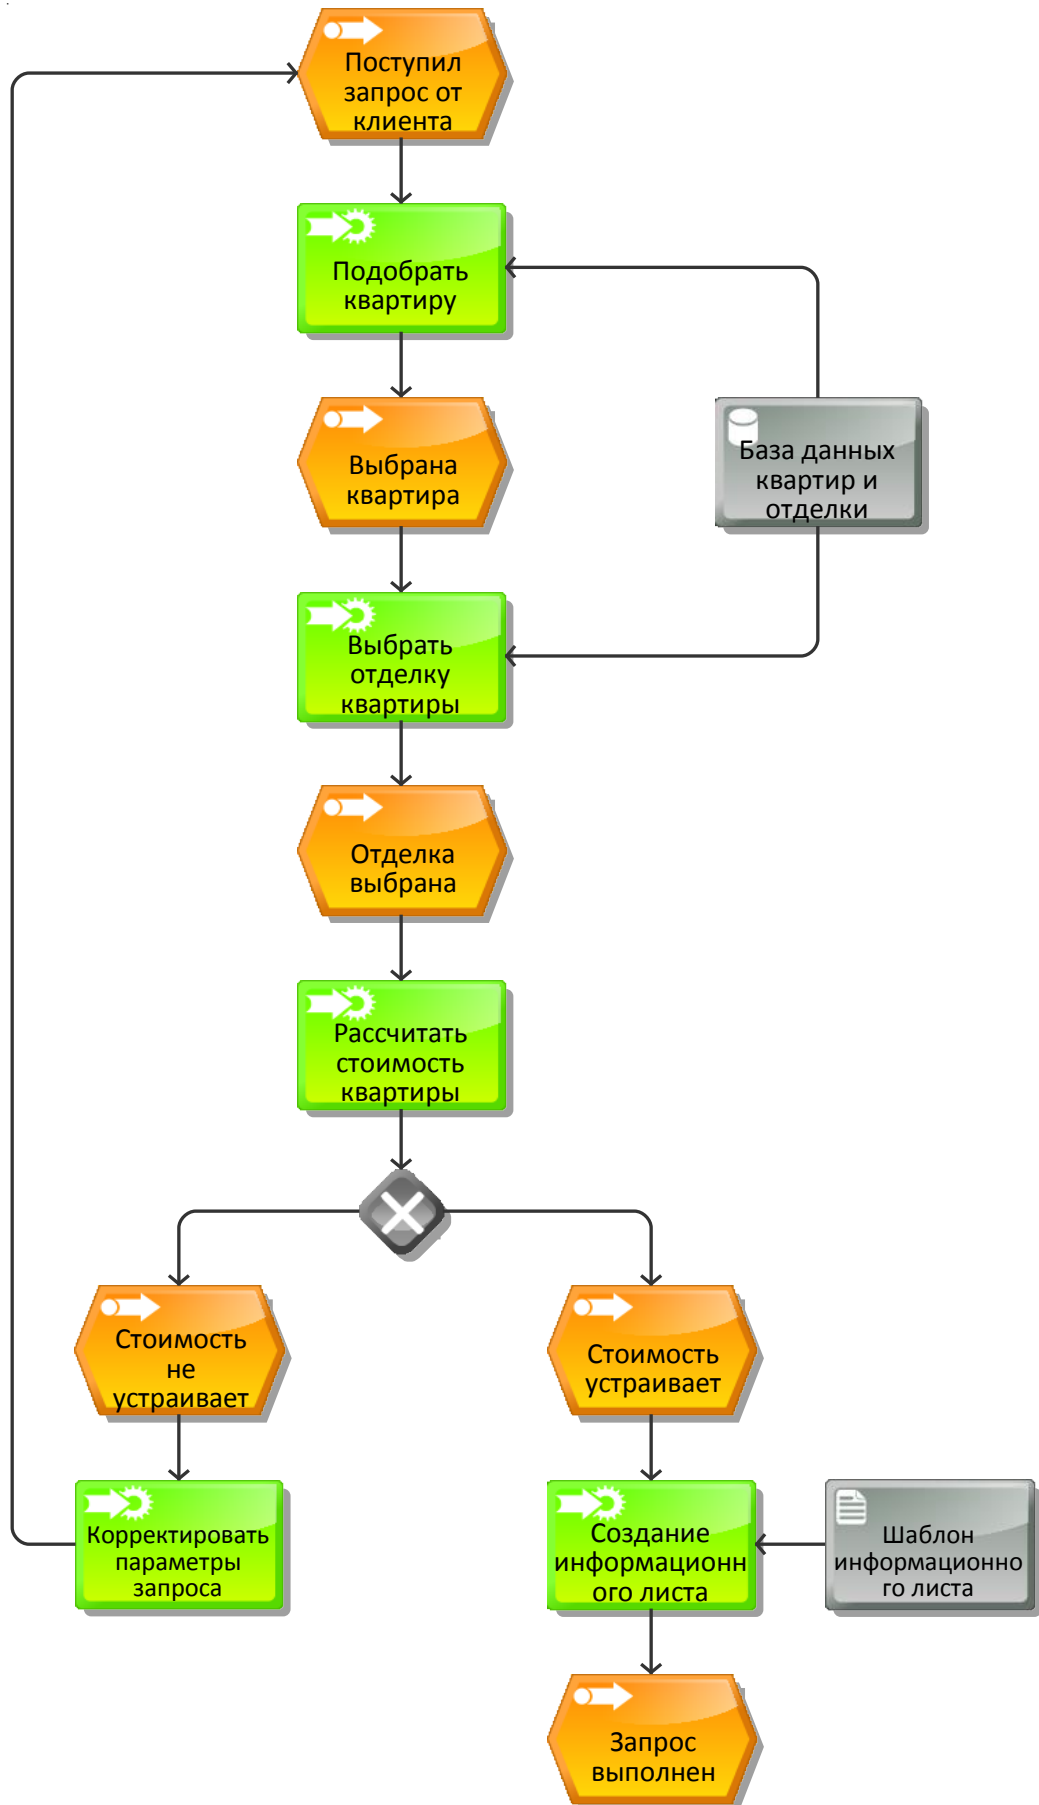 Поступил
запрос от
клиента
Подобрать
квартиру
Выбрана
квартира
База данных
квартир и
отделки
Выбрать
отделку
квартиры
Отделка
выбрана
Рассчитать
стоимость
квартиры
Стоимость
не
устраивает
Стоимость
устраивает
Корректировать
параметры
запроса
Создание
информационн
ого листа
Шаблон
информационно
го листа
Запрос
выполнен